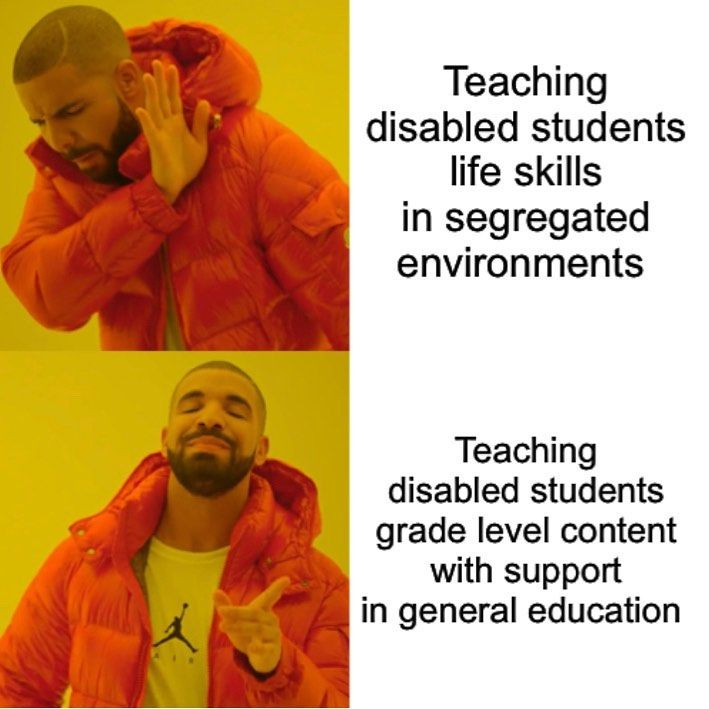 Teaching
disabled students
life skills
in segregated
environments
Teaching
disabled students
grade level content
with support
in general education
AIR